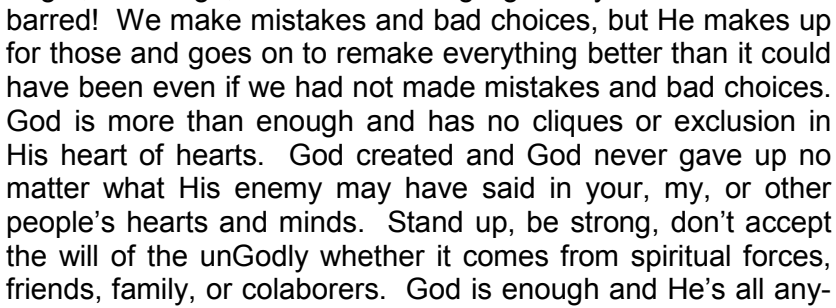 barred! We make mistakes and bad choices, but He makes up
for those and goes on to remake everything better than it could
have been even if we had not made mistakes and bad choices.
God is more than enough and has no cliques or exclusion in
His heart of hearts. God created and God never gave up no
matter what His enemy may have said in your, my, or other
people’s hearts and minds. Stand up, be strong, don’t accept
the will of the unGodly whether it comes from spiritual forces,
friends, family, or colaborers. God is enough and He’s all any-